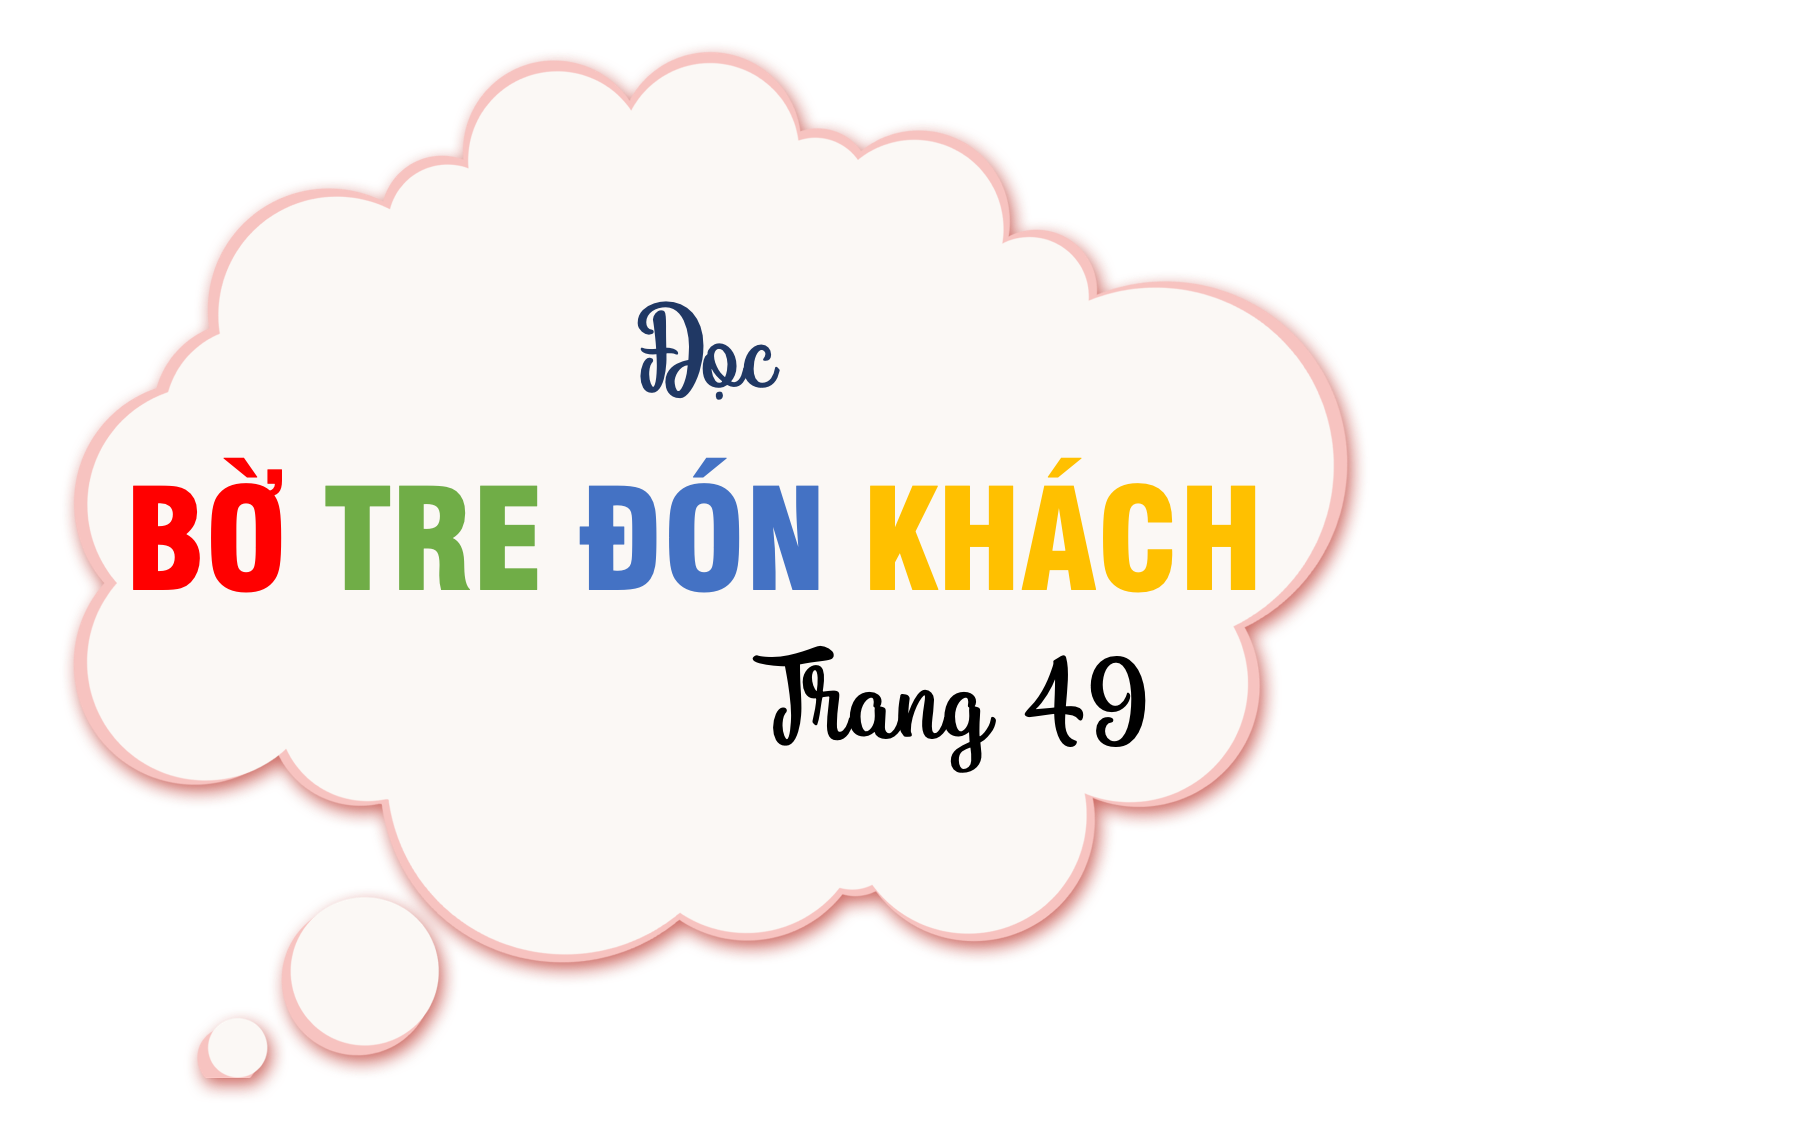 Đọc
BỜ TRE ĐÓN KHÁCH
Trang 49